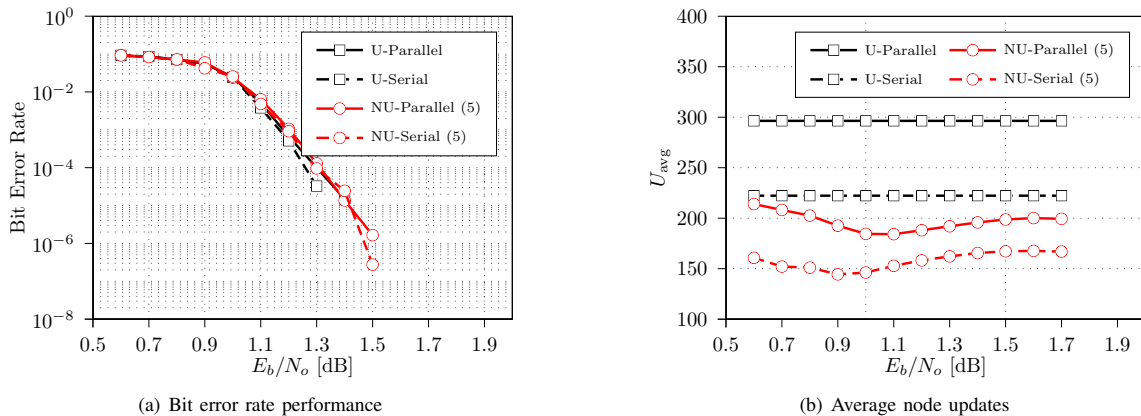 10^0
10^−2
10^−4
10^−6
10^−8
Bit Error Rate
U-Parallel
U-Serial
NU-Parallel (5)
NU-Serial (5)
0.5 0.7 0.9 1.1 1.3 1.5 1.7 1.9
E_b/N_o [dB]
(a) Bit error rate performance
400
350
300
250
200
150
100
U_avg
U-Parallel NU-Parallel (5)
U-Serial NU-Serial (5)
0.5 0.7 0.9 1.1 1.3 1.5 1.7 1.9
E_b/N_o [dB]
(b) Average node updates